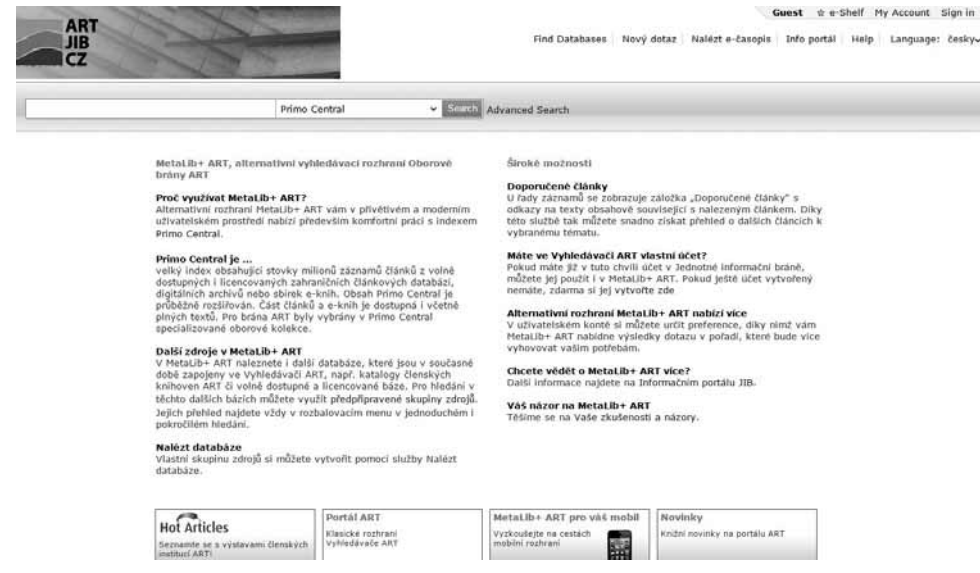 ART
JIB
CZ
Guest ☆ e-Shelf My Account Sign in
Find Databases Nový dotaz Nalézt e-časopis Info portál Help Language: česky
Primo Central Search Advanced Search
MetaLib+ ART, alternativní vyhledávací rozhraní Oborové
brány ART
Proč využívat MetaLib+ ART?
Alternativní rozhraní MetaLib+ ART vám v přívětivém a moderním
uživatelském prostředí nabízí především komfortní práci s indexem
Primo Central.
Primo Central je ...
velký index obsahující stovky milionů záznamů článků z volně
dostupných i licencovaných zahraničních článkových databází,
digitálních archivů nebo sbírek e-knih. Obsah Primo Central je
průběžně rozšiřován. Část článků a e-knih je dostupná i včetně
plných textů. Pro brána ART byly vybrány v Primo Central
specializované oborové kolekce.
Další zdroje v MetaLib+ ART
V MetaLib+ ART naleznete i další databáze, které jsou v současné
době zapojeny ve Vyhledávači ART, např. katalogy členských
knihoven ART či volně dostupné a licencované báze. Pro hledání v
těchto dalších bázích můžete využít předpřipravené skupiny zdrojů.
Jejich přehled najdete vždy v rozbalovacím menu v jednoduchém i
pokročilém hledání.
Nalézt databáze
Vlastní skupinu zdrojů si můžete vytvořit pomocí služby Nalézt
databáze.
Široké možnosti
Doporučené články
U řady záznamů se zobrazuje záložka „Doporučené články" s
odkazy na texty obsahově související s nalezeným článkem. Díky
této službě tak můžete snadno získat přehled o dalších článcích k
vybranému tématu.
Máte ve Vyhledávači ART vlastní účet?
Pokud máte již v tuto chvíli účet v Jednotné informační bráně,
můžete jej použít i v MetaLib+ ART. Pokud ještě účet vytvořený
nemáte, zdarma si jej vytvořte zde
Alternativní rozhraní MetaLib+ ART nabízí více
V uživatelském kontě si můžete určit preference, díky nimž vám
MetaLib+ ART nabídne výsledky dotazu v pořadí, které bude více
vyhovovat vašim potřebám.
Chcete vědět o MetaLib+ ART více?
Další informace najdete na Informačním portálu JIB.
Váš názor na MetaLib+ ART
Těšíme se na Vaše zkušenosti a názory.
Hot Articles
Seznamte se s výstavami členských
institucí ART!
Portál ART
Klasické rozhraní
Vyhledávače ART
MetaLib+ ART pro váš mobil
Vyzkoušejte na cestách
mobilní rozhraní
Novinky
Knižní novinky na portálu ART